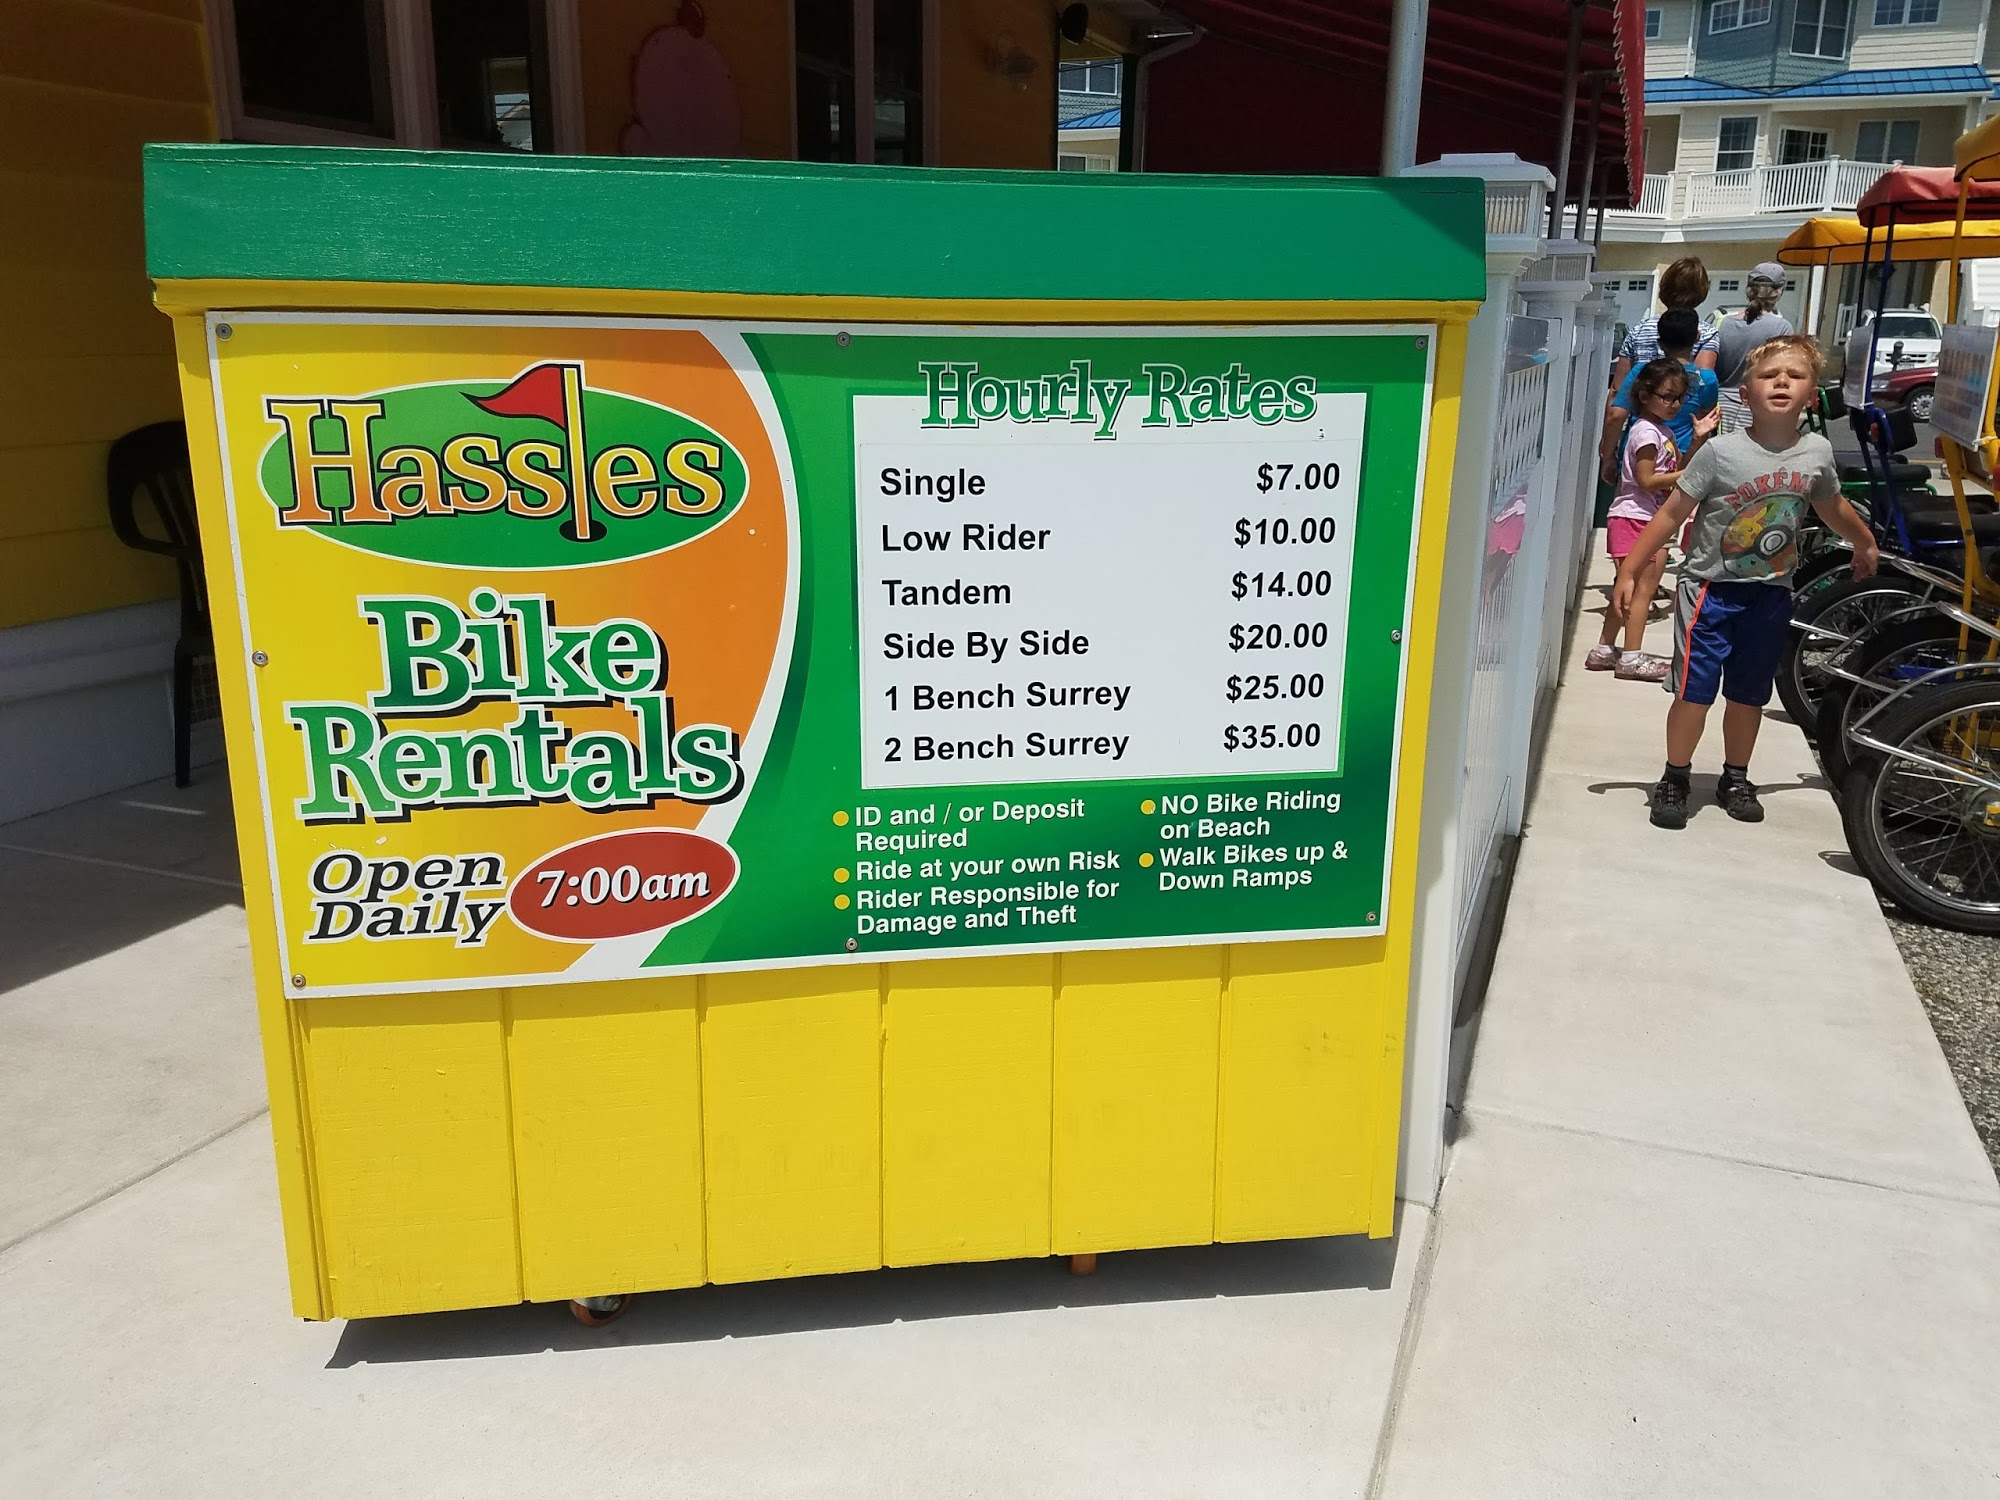 Hassles
Bike
Rentals
Open
Daily
7:00am
Hourly Rates
Single $7.00
Low Rider $10.00
Tandem $14.00
Side By Side $20.00
1 Bench Surrey $25.00
2 Bench Surrey $35.00
ID and / or Deposit
Required
Ride at your own Risk
Rider Responsible for
Damage and Theft
NO Bike Riding
on Beach
Walk Bikes up &
Down Ramps
POKÉM